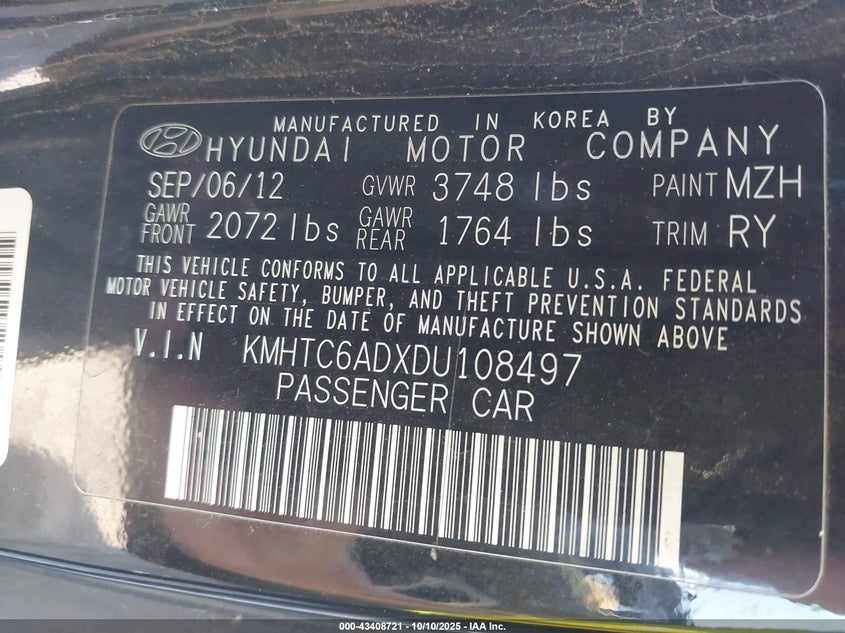 MANUFACTURED IN KOREA BY
HYUNDAI MOTOR COMPANY
SEP/06/12 GVWR 3748 lbs PAINT MZH
GAWR FRONT 2072 lbs GAWR REAR 1764 lbs TRIM RY
THIS VEHICLE CONFORMS TO ALL APPLICABLE U.S.A. FEDERAL
MOTOR VEHICLE SAFETY, BUMPER, AND THEFT PREVENTION STANDARDS
IN EFFECT ON THE DATE OF MANUFACTURE SHOWN ABOVE
V.I.N KMHTC6ADXDU108497
PASSENGER CAR
000-43408721 - 10/10/2025 - IAA Inc.